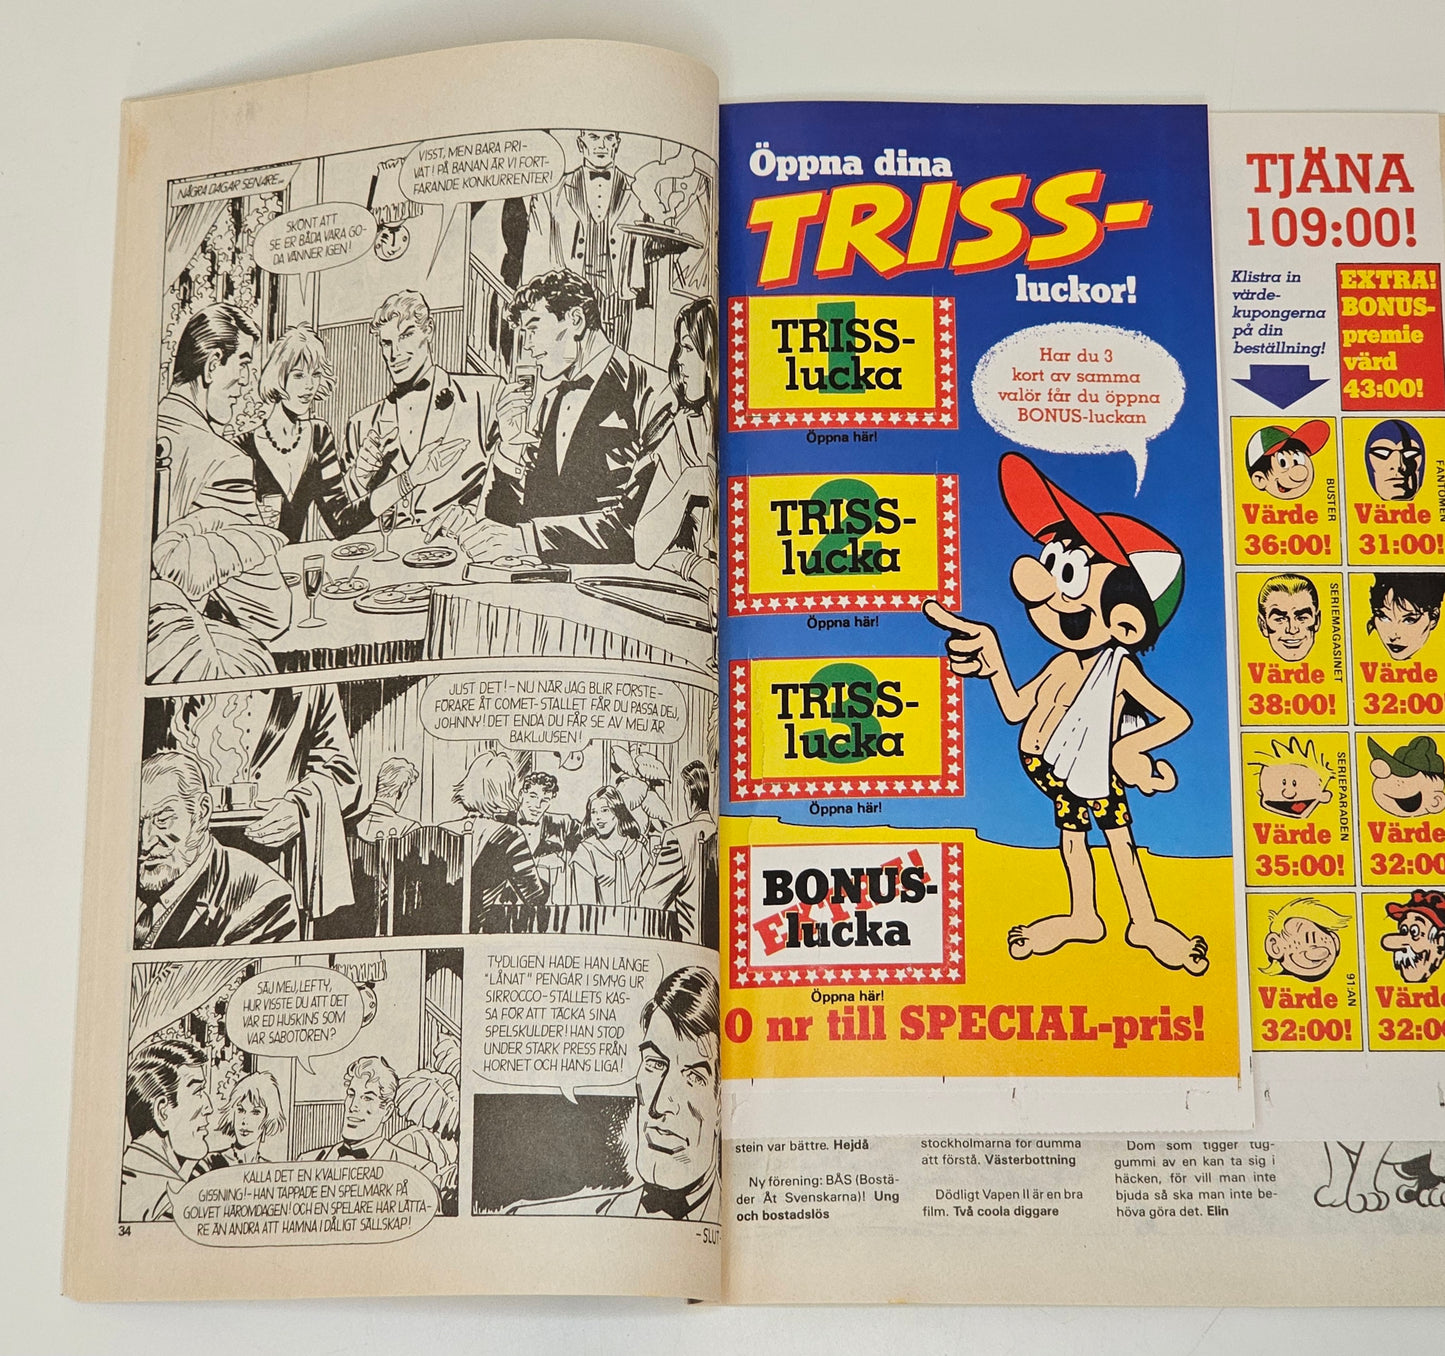 NÅGRA DAGAR SENARE...
SKÖNT ATT
SE ER BÅDA VARA GO-
DA VÄNNER IGEN!
VISST, MEN BARA PRI-
VAT! PÅ BANAN ÄR VI FORT-
FARANDE KONKURRENTER!
JUST DET! - NU NÄR JAG BLIR FÖRSTE-
FÖRARE ÅT COMET-STALLET FÅR DU PASSA DEJ,
JOHNNY! DET ENDA DU FÅR SE AV MEJ ÄR
BAKLJUSEN!
SÄJ MEJ, LEFTY,
HUR VISSTE DU ATT DET
VAR ED HUSKINS SOM
VAR SABOTÖREN?
KALLA DET EN KVALIFICERAD
GISSNING! - HAN TAPPADE EN SPELMARK PÅ
GOLVET HÄROMDAGEN! OCH EN SPELARE HAR LÄTTA-
RE ÄN ANDRA ATT HAMNA I DÅLIGT SÄLLSKAP!
TYDLIGEN HADE HAN LÄNGE
"LÅNAT" PENGAR I SMYG UR
SIRROCCO-STALLETS KAS-
SA FÖR ATT TÄCKA SINA
SPELSKULDER! HAN STOD
UNDER STARK PRESS FRÅN
HORNET OCH HANS LIGA!
34
- SLUT -
Öppna dina
TRISS-
luckor!
1
TRISS-
lucka
Öppna här!
2
TRISS-
lucka
Öppna här!
3
TRISS-
lucka
Öppna här!
EXTRA!
BONUS-
lucka
Öppna här!
Har du 3
kort av samma
valör får du öppna
BONUS-luckan
0 nr till SPECIAL-pris!
TJÄNA
109:00!
Klistra in
värde-
kupongerna
på din
beställning!
EXTRA!
BONUS-
premie
värd
43:00!
BUSTER
Värde
36:00!
FANTOMEN
Värde
31:00!
SERIEMAGASINET
Värde
38:00!
Värde
32:00
SERIEPARADEN
Värde
35:00!
Värde
32:00
91:AN
Värde
32:00!
Värde
32:00
stein var bättre. Hejdå
Ny förening: BÅS (Bostä-
der Åt Svenskarna)! Ung
och bostadslös
stockholmarna för dumma
att förstå. Västerbottning
Dödligt Vapen II är en bra
film. Två coola diggare
Dom som tigger tug-
gummi av en kan ta sig i
häcken, för vill man inte
bjuda så ska man inte be-
höva göra det. Elin